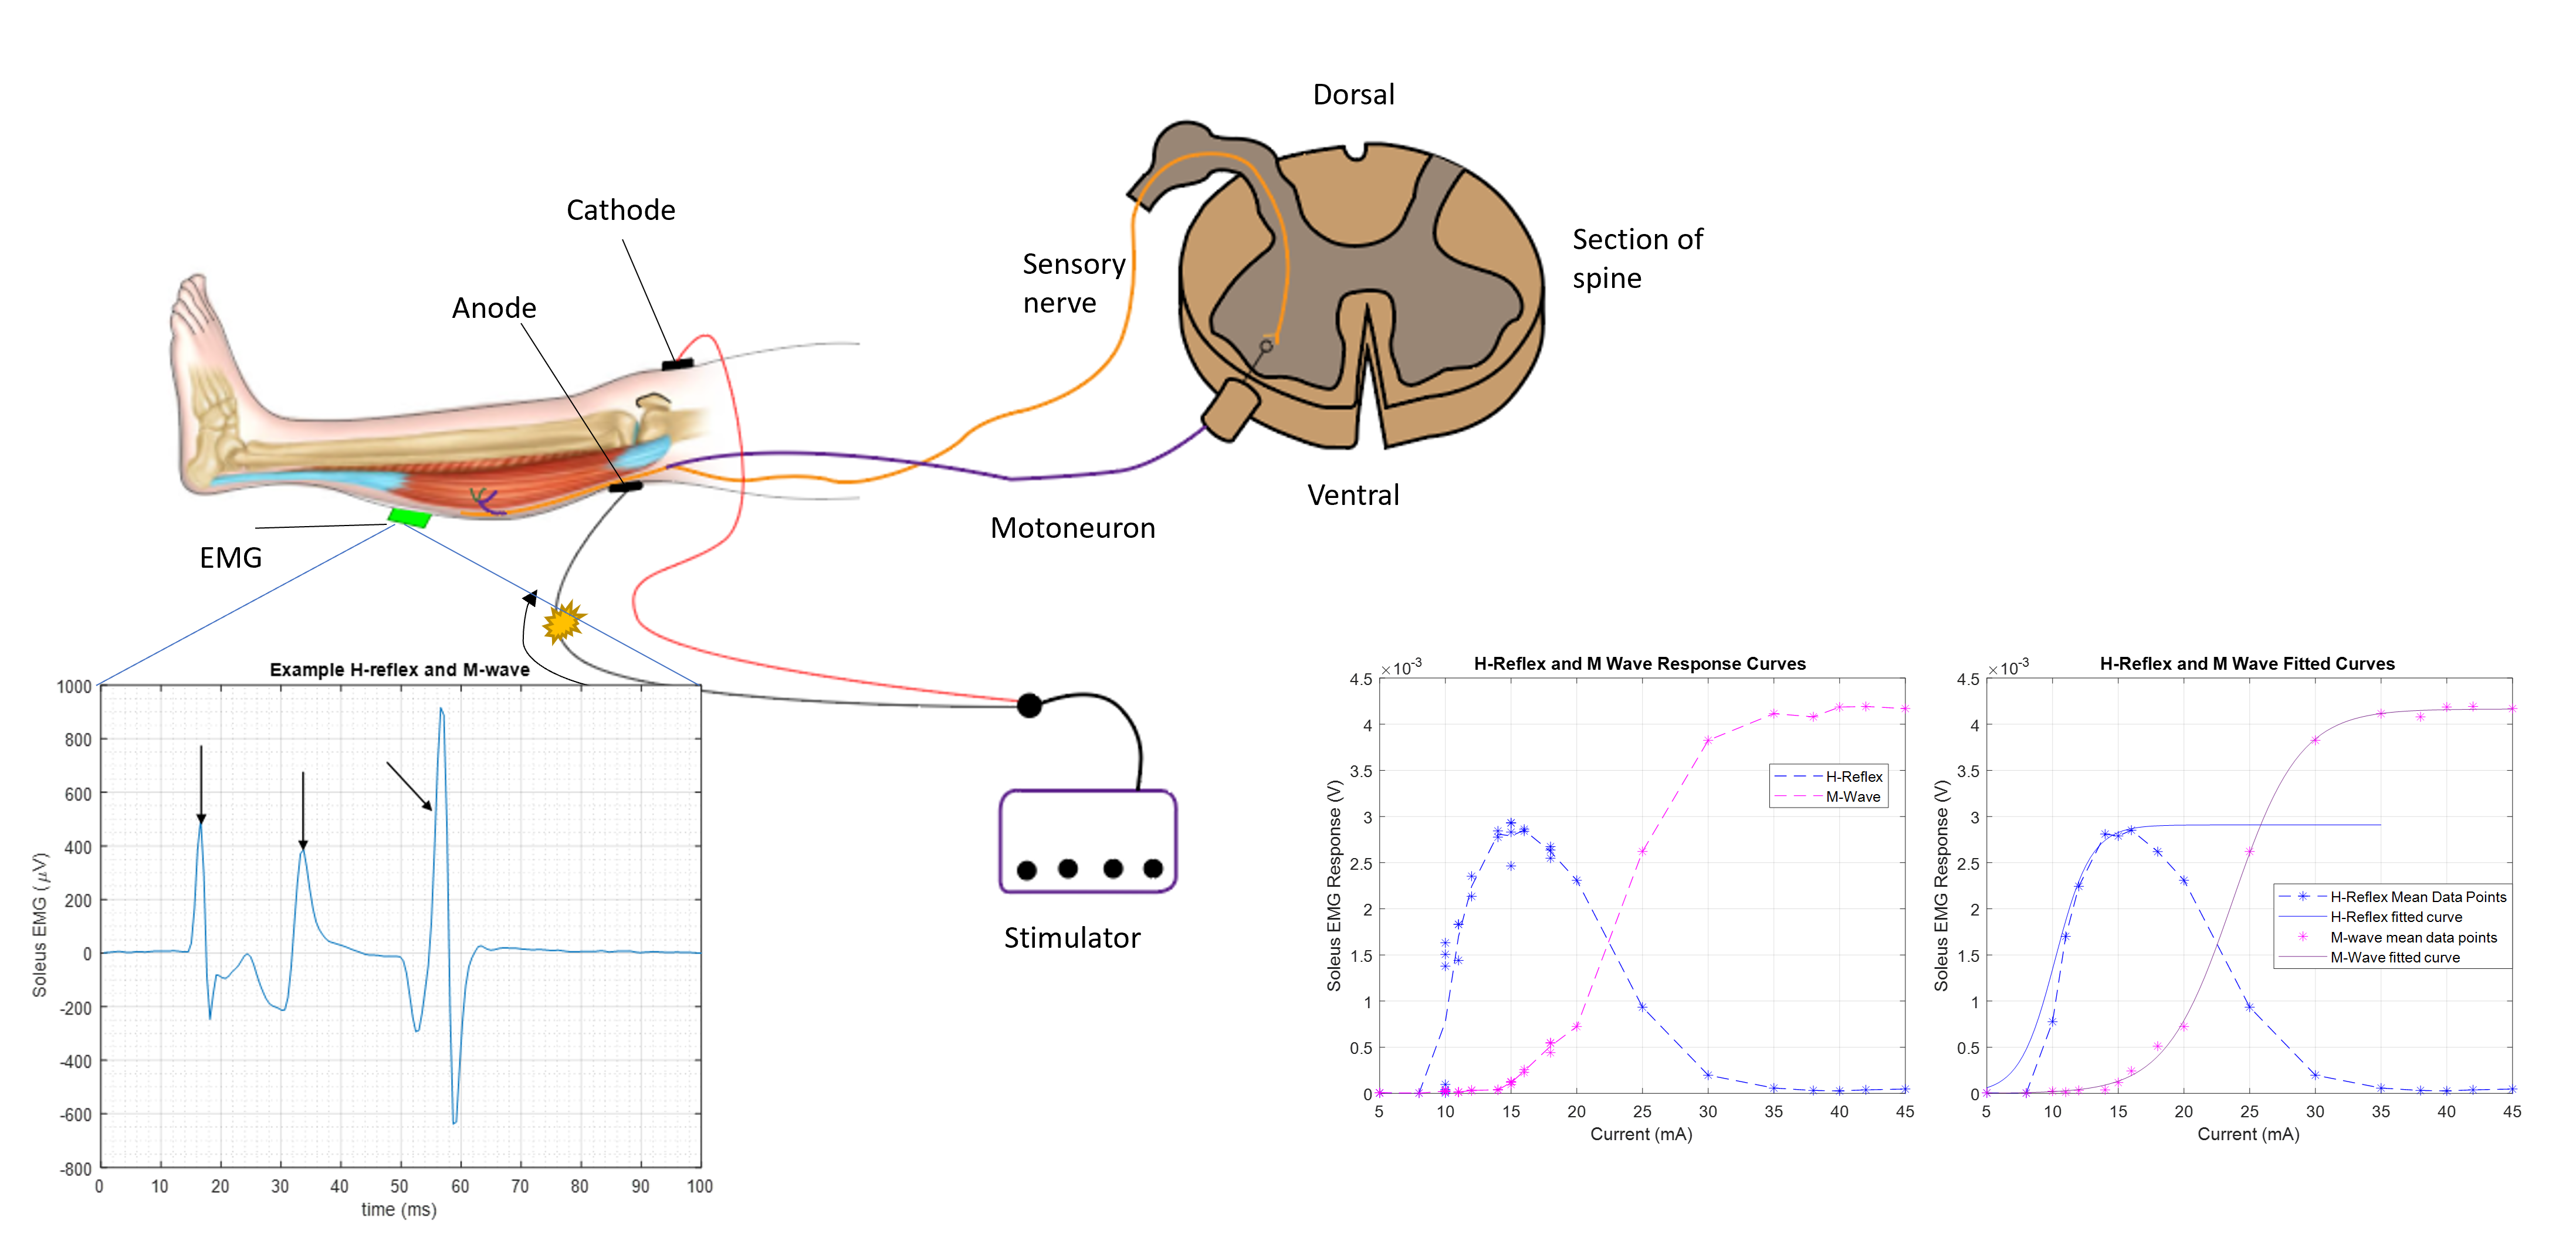 Dorsal
Cathode
Section of
spine
Sensory
nerve
Anode
Ventral
Motoneuron
EMG
Stimulator
Example H-reflex and M-wave
1000
800
600
400
200
0
-200
-400
-600
-800
Soleus EMG (μV)
0 10 20 30 40 50 60 70 80 90 100
time (ms)
H-Reflex and M Wave Response Curves
×10-3
4.5
4
3.5
3
2.5
2
1.5
1
0.5
0
Soleus EMG Response (V)
H-Reflex
M-Wave
5 10 15 20 25 30 35 40 45
Current (mA)
H-Reflex and M Wave Fitted Curves
×10-3
4.5
4
3.5
3
2.5
2
1.5
1
0.5
0
Soleus EMG Response (V)
H-Reflex Mean Data Points
H-Reflex fitted curve
M-wave mean data points
M-Wave fitted curve
5 10 15 20 25 30 35 40 45
Current (mA)